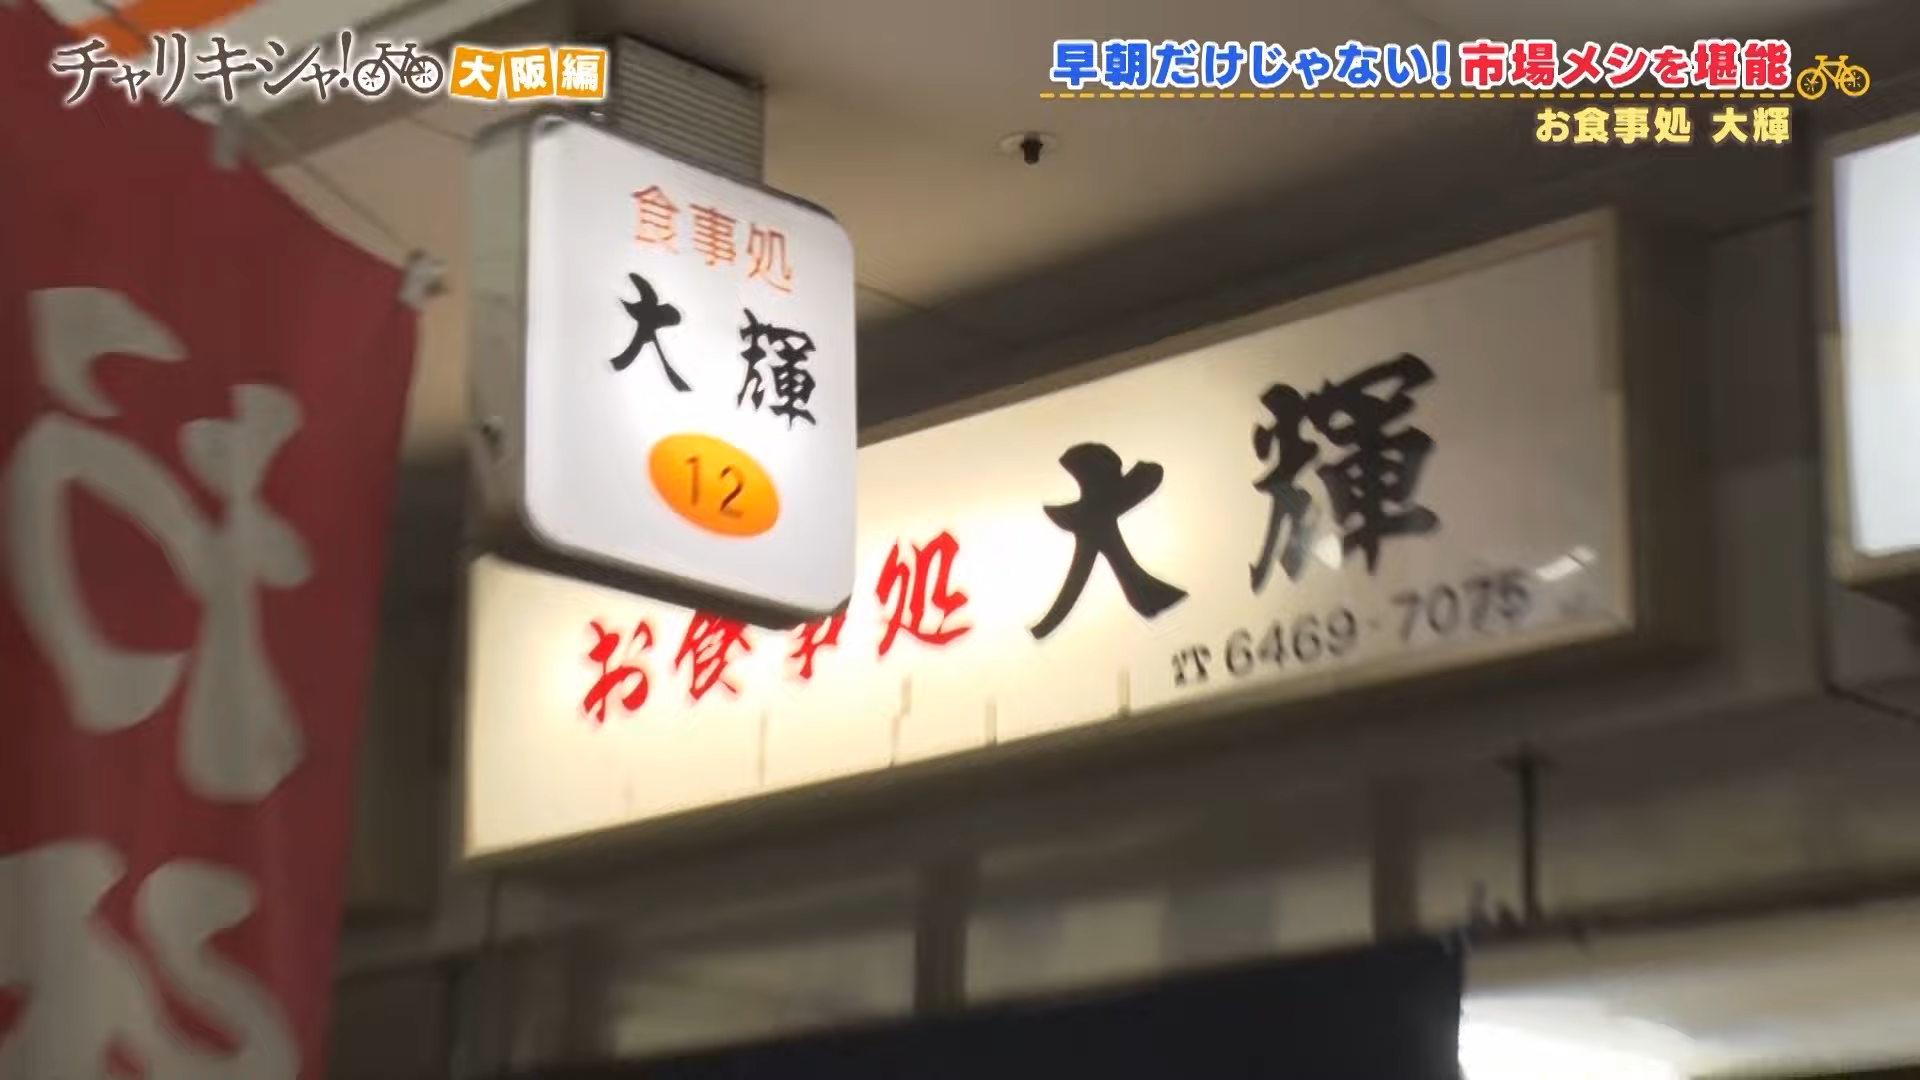 チャリキシャ!
大阪編
早朝だけじゃない!市場メシを堪能
お食事処 大輝
食事処
大輝
12
お食事処 大輝
☎6469-7075